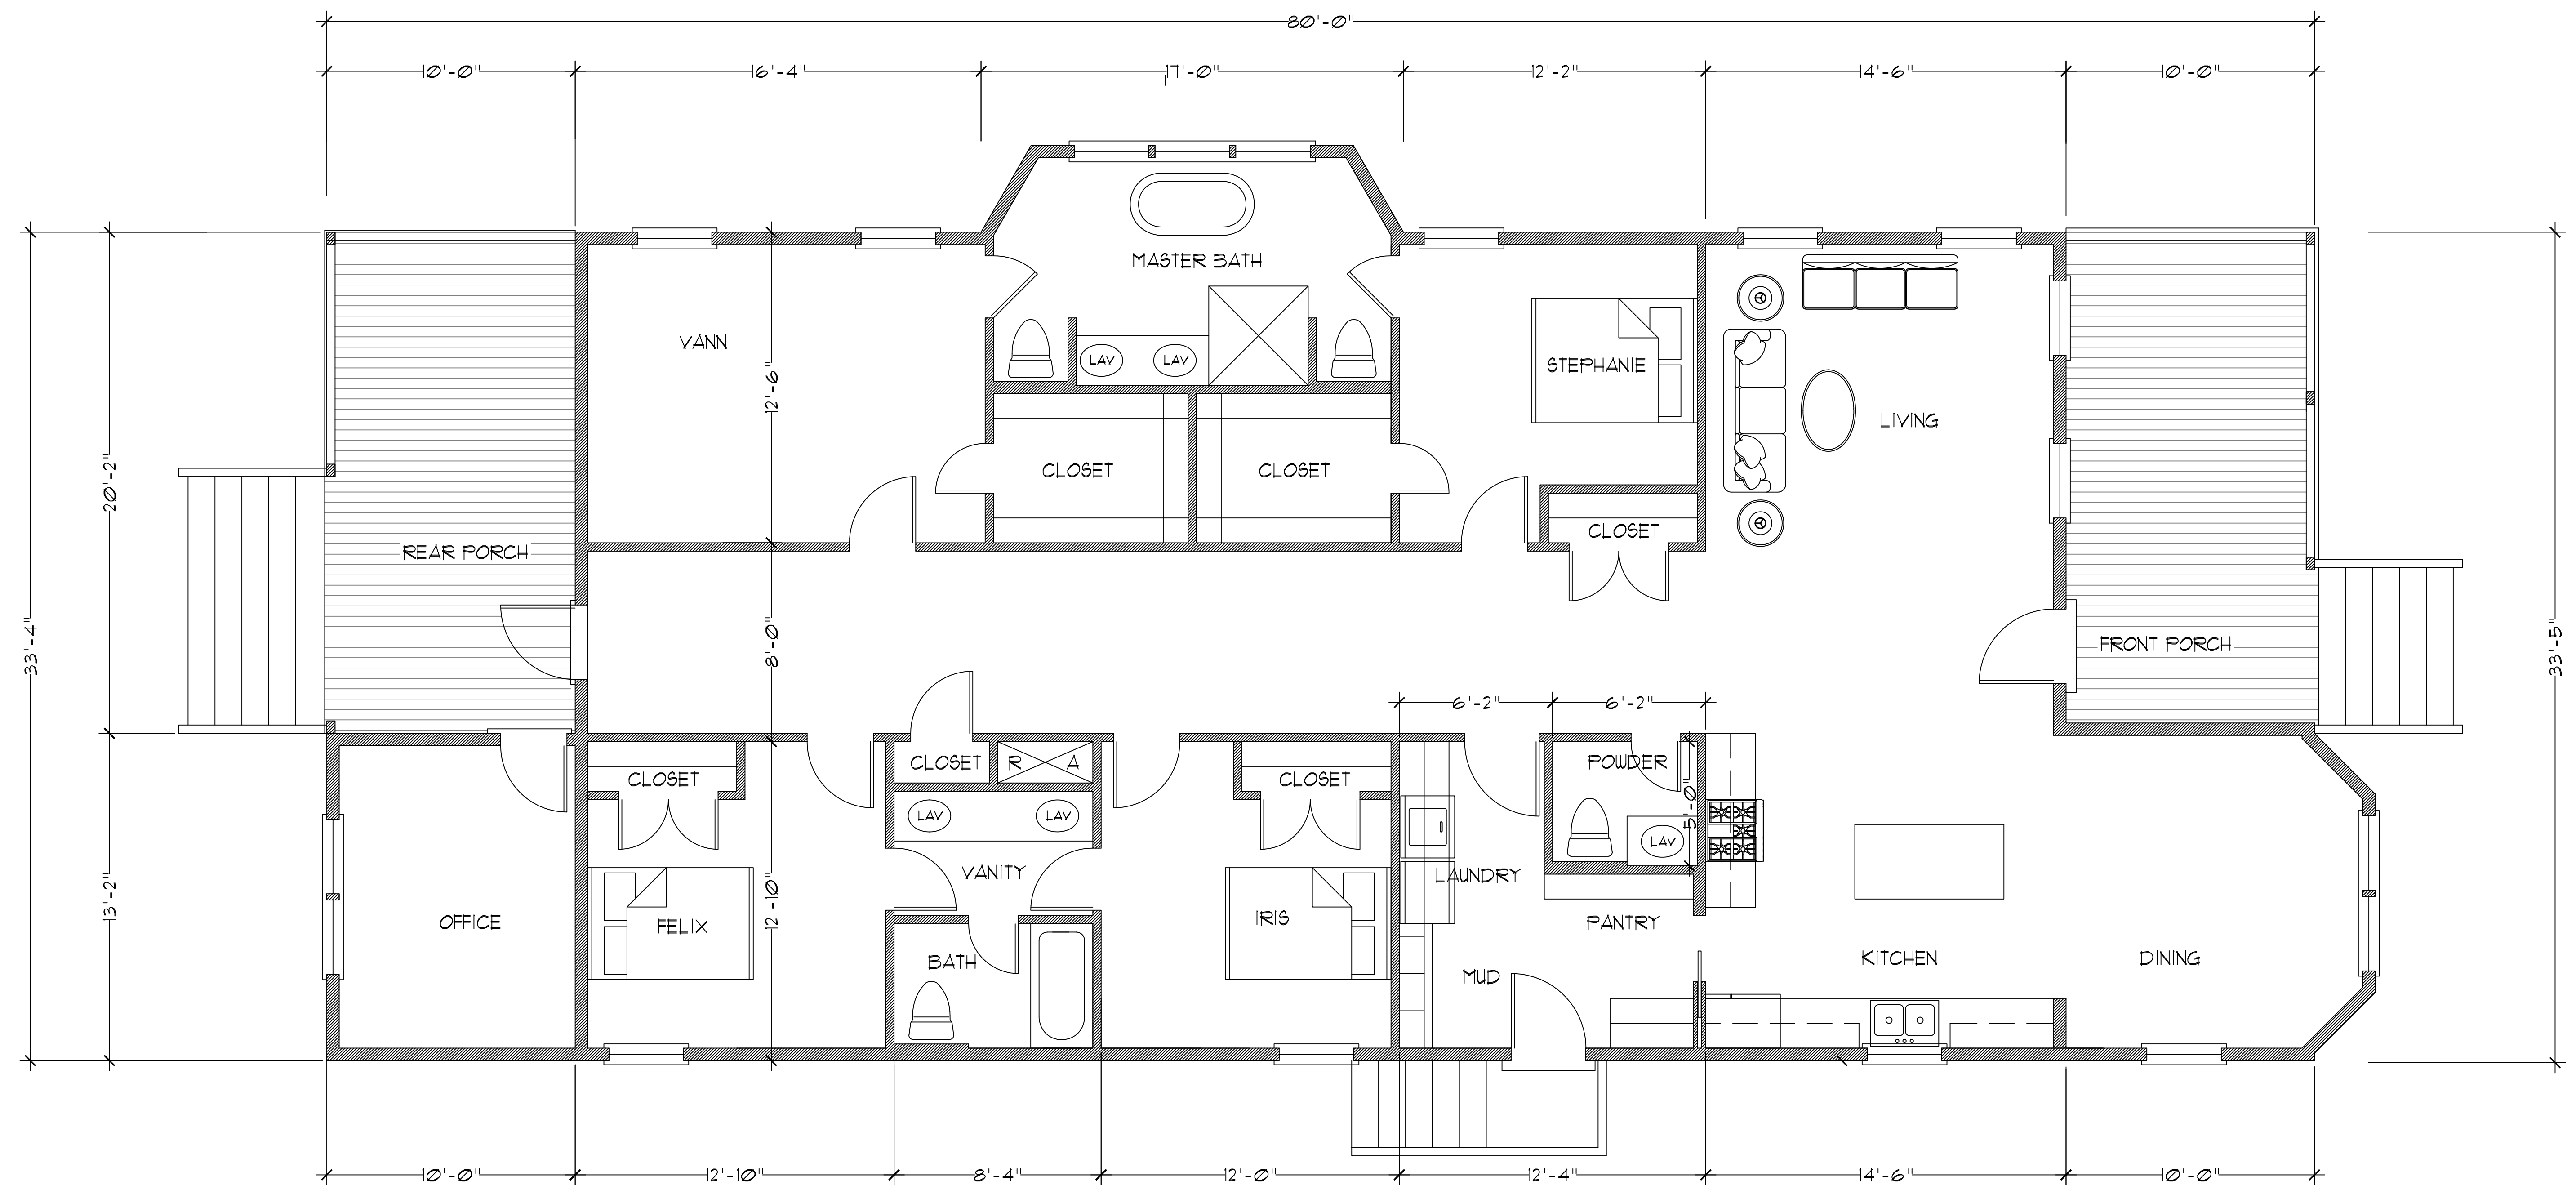 80'-0"
10'-0"
16'-4"
17'-0"
12'-2"
14'-6"
10'-0"
MASTER BATH
VANN
12'-6"
LAV
LAV
STEPHANIE
LIVING
CLOSET
CLOSET
20'-2"
CLOSET
REAR PORCH
33'-4"
8'-0"
FRONT PORCH
33'-5"
6'-2"
6'-2"
CLOSET
CLOSET
R
A
CLOSET
POWDER
5'-0"
LAV
LAV
LAV
VANITY
LAUNDRY
13'-2"
OFFICE
FELIX
12'-10"
IRIS
PANTRY
BATH
MUD
KITCHEN
DINING
10'-0"
12'-10"
8'-4"
12'-0"
12'-4"
14'-6"
10'-0"